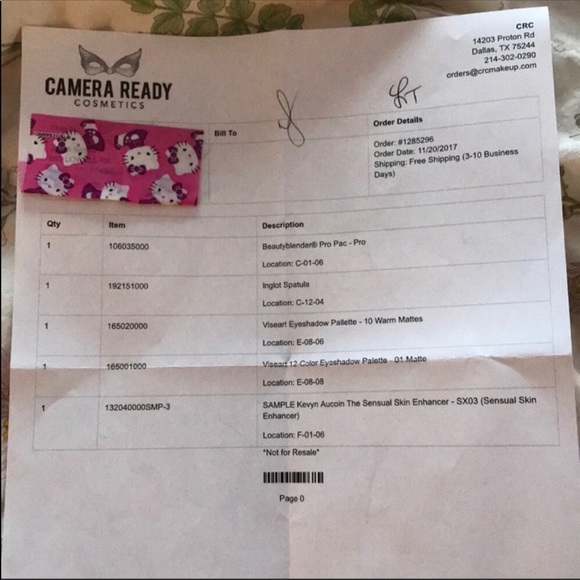 CRC
14203 Proton Rd
Dallas, TX 75244
214-302-0290
orders@crcmakeup.com
CAMERA READY
COSMETICS
Bill To
Order Details
Order: #1285296
Order Date: 11/20/2017
Shipping: Free Shipping (3-10 Business
Days)
Qty Item Description
1 106035000 Beautyblender® Pro Pac - Pro
Location: C-01-06
1 192151000 Inglot Spatula
Location: C-12-04
1 165020000 Viseart Eyeshadow Pallette - 10 Warm Mattes
Location: E-08-06
1 165001000 Viseart 12 Color Eyeshadow Palette - 01 Matte
Location: E-08-08
1 132040000SMP-3 SAMPLE Kevyn Aucoin The Sensual Skin Enhancer - SX03 (Sensual Skin
Enhancer)
Location: F-01-06
*Not for Resale*
Page 0